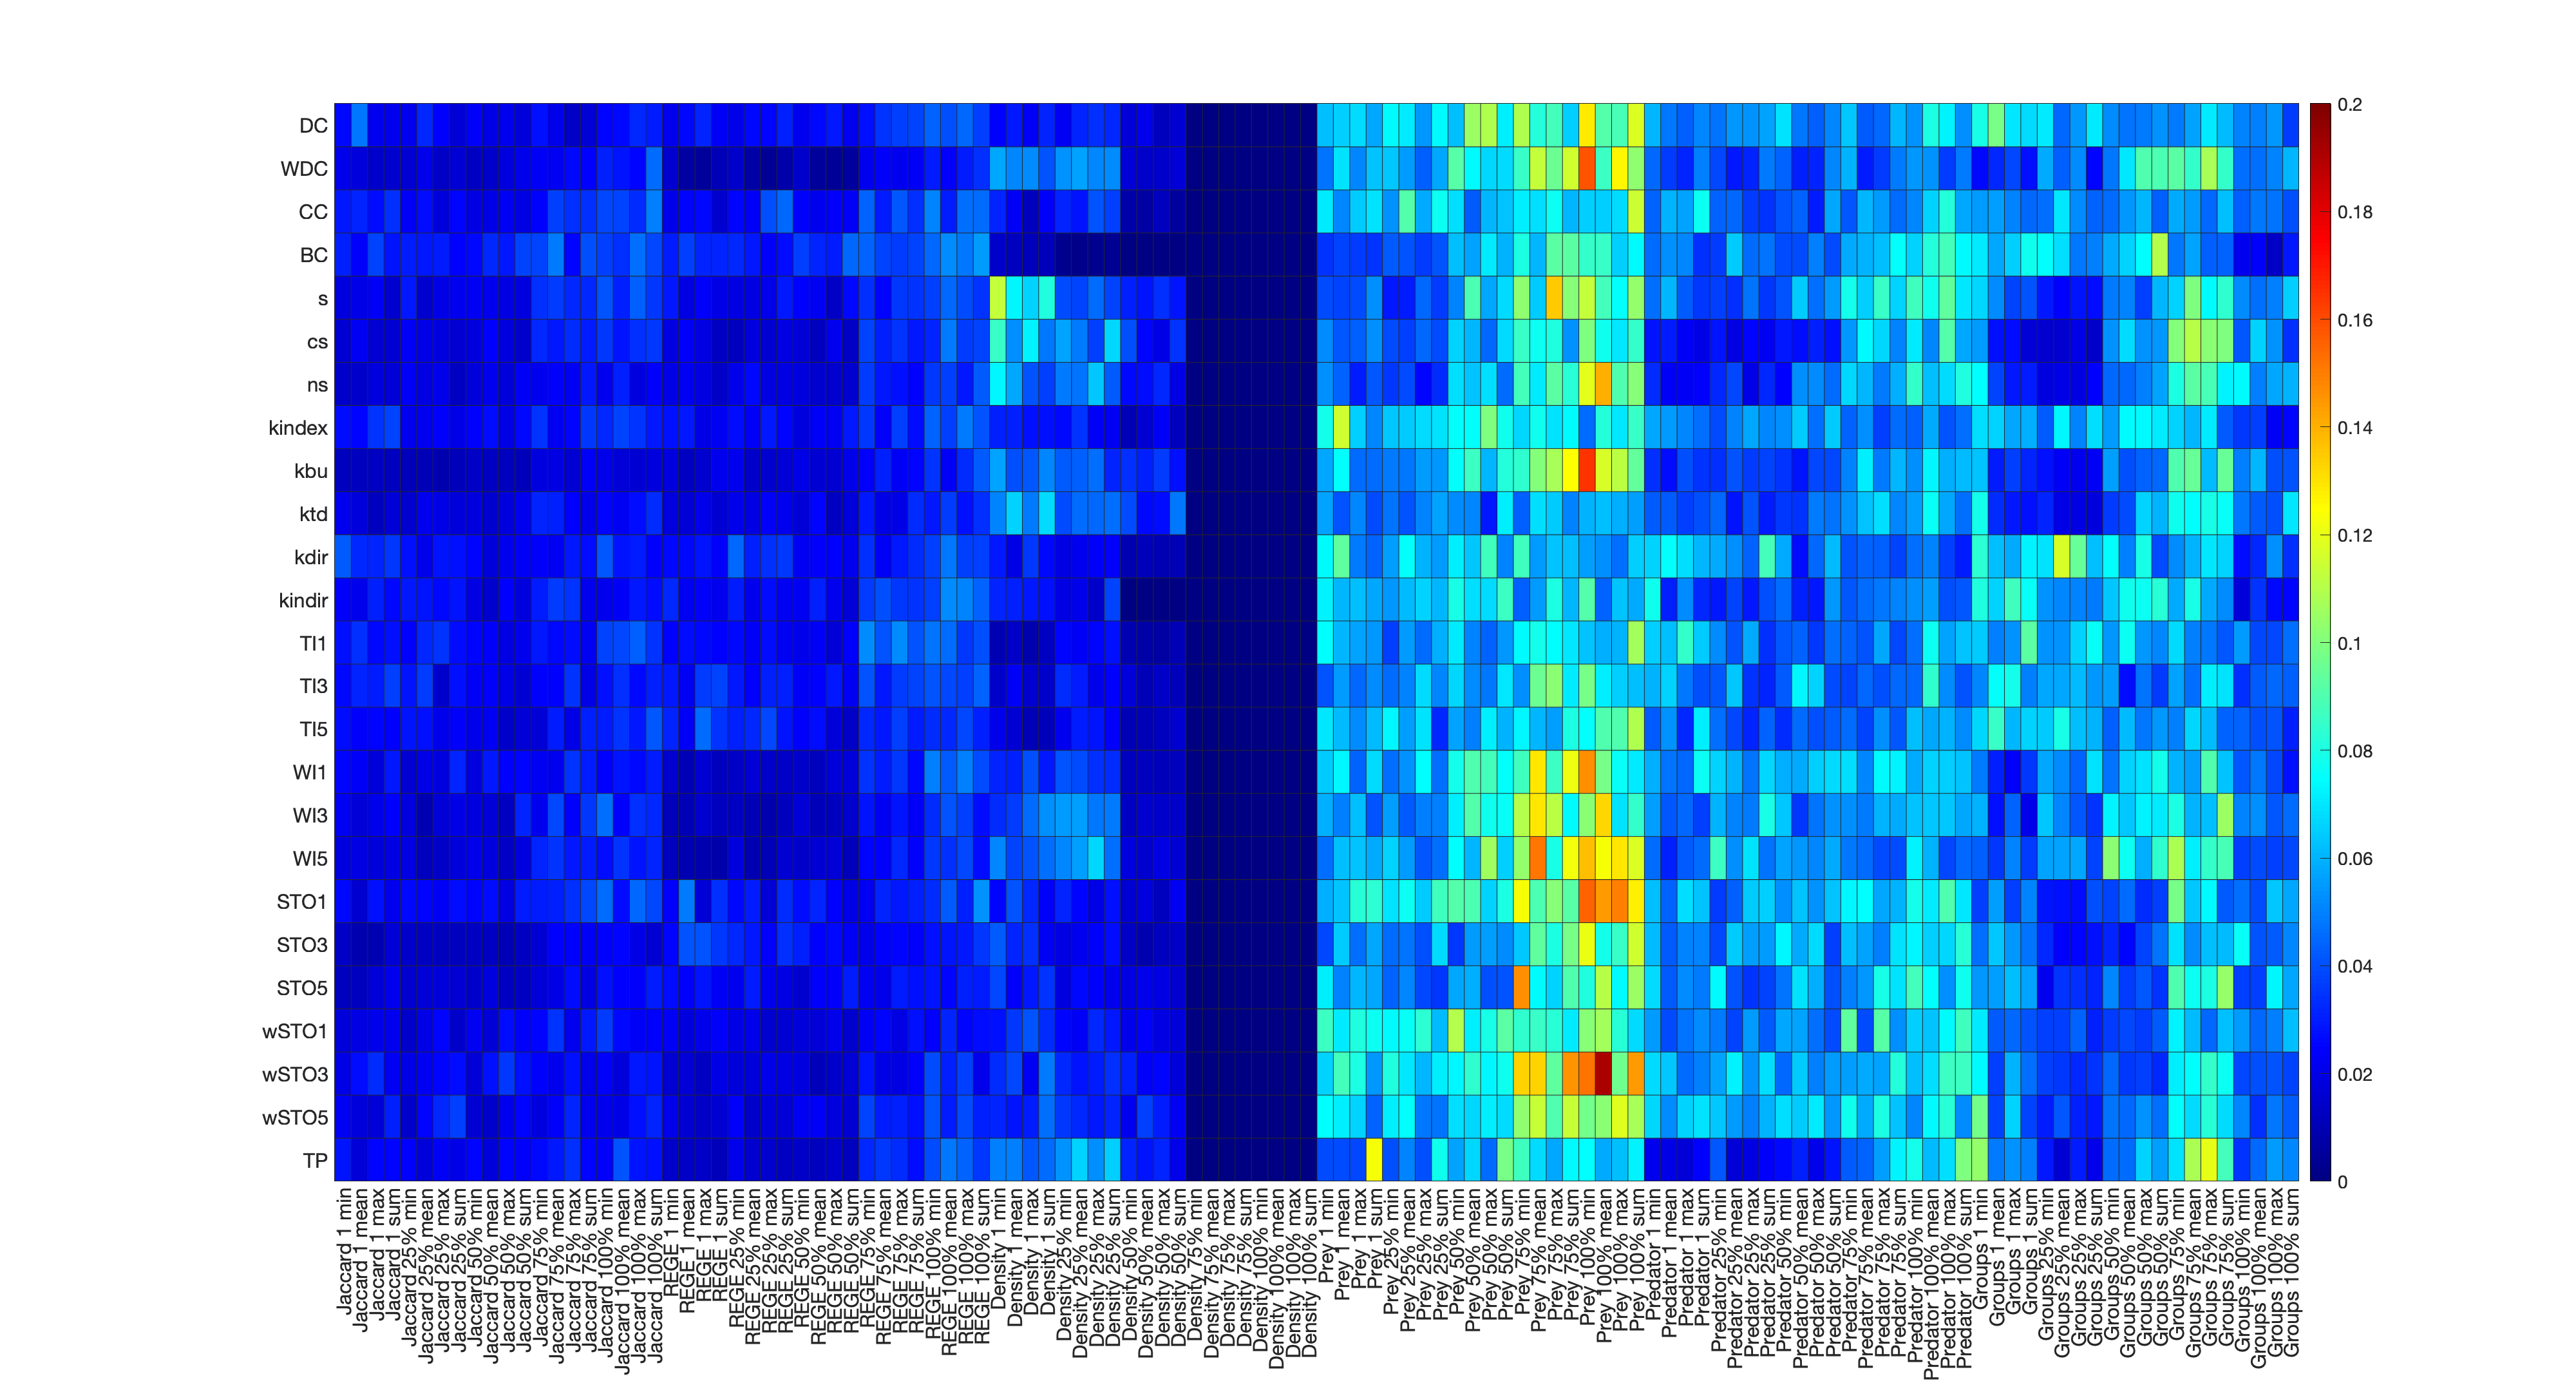 DC
WDC
CC
BC
s
cs
ns
kindex
kbu
ktd
kdir
kindir
TI1
TI3
TI5
WI1
WI3
WI5
STO1
STO3
STO5
wSTO1
wSTO3
wSTO5
TP
Jaccard 1 min
Jaccard 1 mean
Jaccard 1 max
Jaccard 1 sum
Jaccard 25% min
Jaccard 25% mean
Jaccard 25% max
Jaccard 25% sum
Jaccard 50% min
Jaccard 50% mean
Jaccard 50% max
Jaccard 50% sum
Jaccard 75% min
Jaccard 75% mean
Jaccard 75% max
Jaccard 75% sum
Jaccard 100% min
Jaccard 100% mean
Jaccard 100% max
Jaccard 100% sum
REGE 1 min
REGE 1 mean
REGE 1 max
REGE 1 sum
REGE 25% min
REGE 25% mean
REGE 25% max
REGE 25% sum
REGE 50% min
REGE 50% mean
REGE 50% max
REGE 50% sum
REGE 75% min
REGE 75% mean
REGE 75% max
REGE 75% sum
REGE 100% min
REGE 100% mean
REGE 100% max
REGE 100% sum
Density 1 min
Density 1 mean
Density 1 max
Density 1 sum
Density 25% min
Density 25% mean
Density 25% max
Density 25% sum
Density 50% min
Density 50% mean
Density 50% max
Density 50% sum
Density 75% min
Density 75% mean
Density 75% max
Density 75% sum
Density 100% min
Density 100% mean
Density 100% max
Density 100% sum
Prey 1 min
Prey 1 mean
Prey 1 max
Prey 1 sum
Prey 25% min
Prey 25% mean
Prey 25% max
Prey 25% sum
Prey 50% min
Prey 50% mean
Prey 50% max
Prey 50% sum
Prey 75% min
Prey 75% mean
Prey 75% max
Prey 75% sum
Prey 100% min
Prey 100% mean
Prey 100% max
Prey 100% sum
Predator 1 min
Predator 1 mean
Predator 1 max
Predator 1 sum
Predator 25% min
Predator 25% mean
Predator 25% max
Predator 25% sum
Predator 50% min
Predator 50% mean
Predator 50% max
Predator 50% sum
Predator 75% min
Predator 75% mean
Predator 75% max
Predator 75% sum
Predator 100% min
Predator 100% mean
Predator 100% max
Predator 100% sum
Groups 1 min
Groups 1 mean
Groups 1 max
Groups 1 sum
Groups 25% min
Groups 25% mean
Groups 25% max
Groups 25% sum
Groups 50% min
Groups 50% mean
Groups 50% max
Groups 50% sum
Groups 75% min
Groups 75% mean
Groups 75% max
Groups 75% sum
Groups 100% min
Groups 100% mean
Groups 100% max
Groups 100% sum
0.2
0.18
0.16
0.14
0.12
0.1
0.08
0.06
0.04
0.02
0